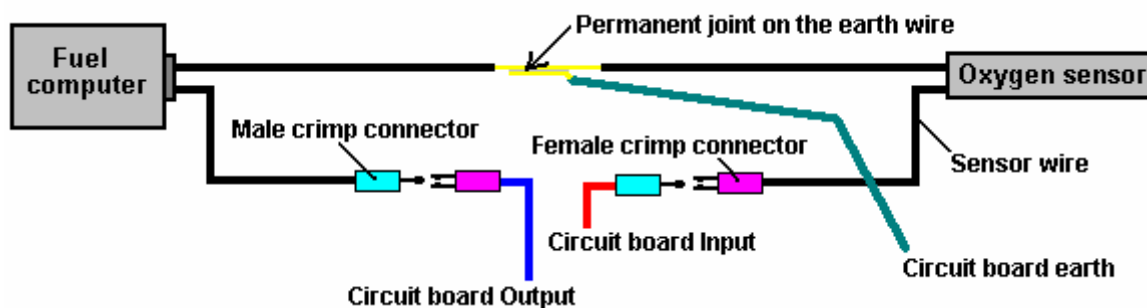 Permanent joint on the earth wire
Fuel
computer
Oxygen sensor
Male crimp connector
Female crimp connector
Sensor wire
Circuit board Input
Circuit board earth
Circuit board Output